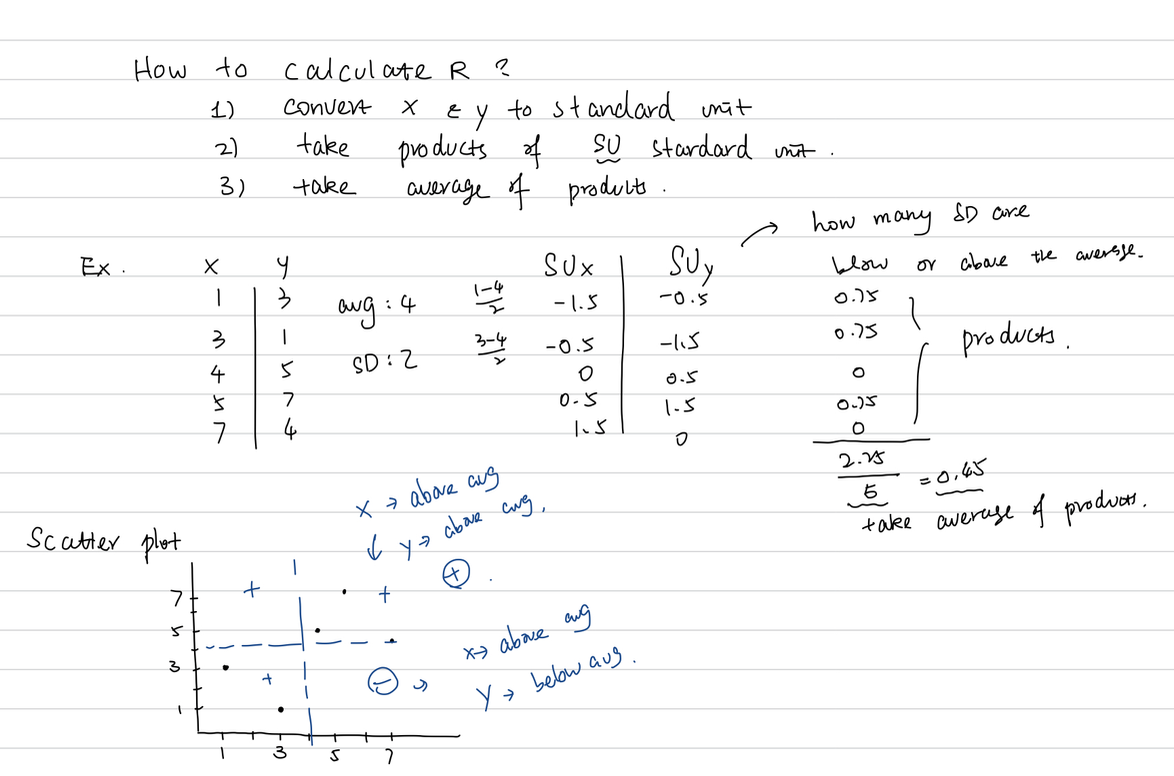 How to calculate R ?
1) convert x & y to standard unit
2) take products of SU standard unit .
3) take average of products .
how many SD are
blow or above the average.
Ex . x y SUx SUy
1 3 avg : 4 1-4/2 -1.5 -0.5 0.75
3 1 SD : 2 3-4/2 -0.5 -1.5 0.75 products .
4 5 0 0.5 0
5 7 0.5 1.5 0.75
7 4 1.5 0 0
2.25/5 = 0.45
take average of products.
x → above avg
y → above avg .
Scatter plot
+ + +
7
5
3 +
1
x → above avg
− → y → below avg .
1 3 5 7